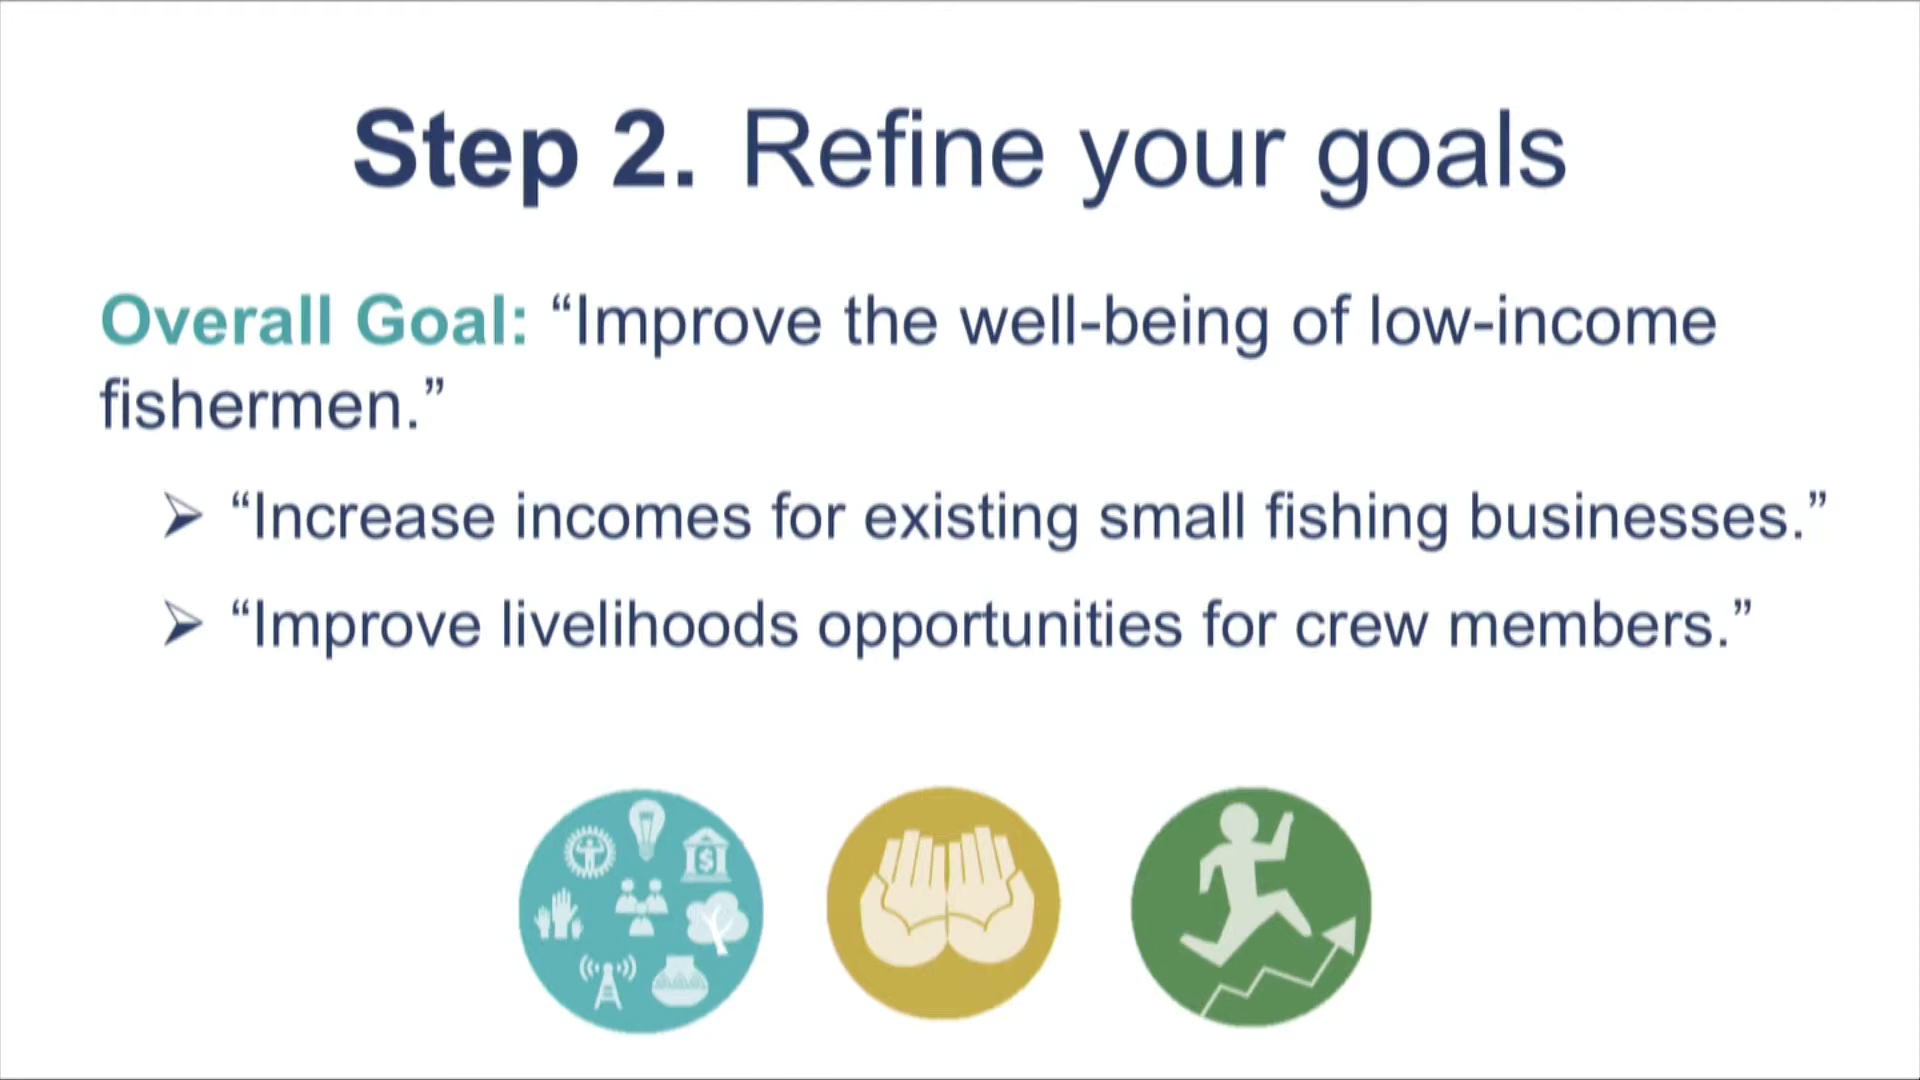 Step 2. Refine your goals
Overall Goal: “Improve the well-being of low-income
fishermen.”
“Increase incomes for existing small fishing businesses.”
“Improve livelihoods opportunities for crew members.”
$